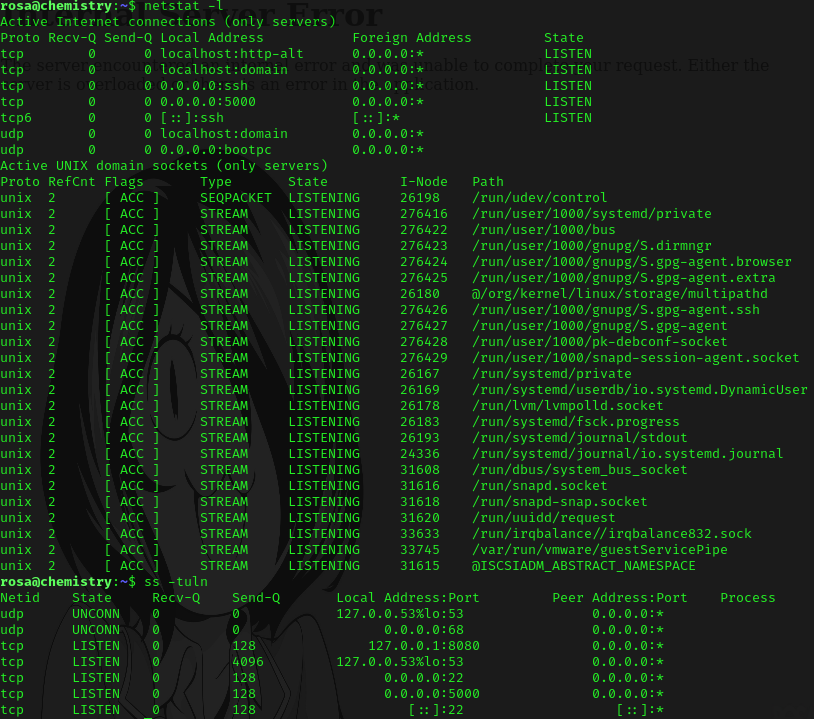 rosa@chemistry:~$ netstat -l
Active Internet connections (only servers)
Proto Recv-Q Send-Q Local Address           Foreign Address         State
tcp        0      0 localhost:http-alt      0.0.0.0:*               LISTEN
tcp        0      0 localhost:domain        0.0.0.0:*               LISTEN
tcp        0      0 0.0.0.0:ssh             0.0.0.0:*               LISTEN
tcp        0      0 0.0.0.0:5000            0.0.0.0:*               LISTEN
tcp6       0      0 [::]:ssh                [::]:*                  LISTEN
udp        0      0 localhost:domain        0.0.0.0:*
udp        0      0 0.0.0.0:bootpc          0.0.0.0:*
Active UNIX domain sockets (only servers)
Proto RefCnt Flags       Type       State         I-Node   Path
unix  2      [ ACC ]     SEQPACKET  LISTENING     26198    /run/udev/control
unix  2      [ ACC ]     STREAM     LISTENING     276416   /run/user/1000/systemd/private
unix  2      [ ACC ]     STREAM     LISTENING     276422   /run/user/1000/bus
unix  2      [ ACC ]     STREAM     LISTENING     276423   /run/user/1000/gnupg/S.dirmngr
unix  2      [ ACC ]     STREAM     LISTENING     276424   /run/user/1000/gnupg/S.gpg-agent.browser
unix  2      [ ACC ]     STREAM     LISTENING     276425   /run/user/1000/gnupg/S.gpg-agent.extra
unix  2      [ ACC ]     STREAM     LISTENING     26180    @/org/kernel/linux/storage/multipathd
unix  2      [ ACC ]     STREAM     LISTENING     276426   /run/user/1000/gnupg/S.gpg-agent.ssh
unix  2      [ ACC ]     STREAM     LISTENING     276427   /run/user/1000/gnupg/S.gpg-agent
unix  2      [ ACC ]     STREAM     LISTENING     276428   /run/user/1000/pk-debconf-socket
unix  2      [ ACC ]     STREAM     LISTENING     276429   /run/user/1000/snapd-session-agent.socket
unix  2      [ ACC ]     STREAM     LISTENING     26167    /run/systemd/private
unix  2      [ ACC ]     STREAM     LISTENING     26169    /run/systemd/userdb/io.systemd.DynamicUser
unix  2      [ ACC ]     STREAM     LISTENING     26178    /run/lvm/lvmpolld.socket
unix  2      [ ACC ]     STREAM     LISTENING     26183    /run/systemd/fsck.progress
unix  2      [ ACC ]     STREAM     LISTENING     26193    /run/systemd/journal/stdout
unix  2      [ ACC ]     STREAM     LISTENING     24336    /run/systemd/journal/io.systemd.journal
unix  2      [ ACC ]     STREAM     LISTENING     31608    /run/dbus/system_bus_socket
unix  2      [ ACC ]     STREAM     LISTENING     31616    /run/snapd.socket
unix  2      [ ACC ]     STREAM     LISTENING     31618    /run/snapd-snap.socket
unix  2      [ ACC ]     STREAM     LISTENING     31620    /run/uuidd/request
unix  2      [ ACC ]     STREAM     LISTENING     33633    /run/irqbalance//irqbalance832.sock
unix  2      [ ACC ]     STREAM     LISTENING     33745    /var/run/vmware/guestServicePipe
unix  2      [ ACC ]     STREAM     LISTENING     31615    @ISCSIADM_ABSTRACT_NAMESPACE
rosa@chemistry:~$ ss -tuln
Netid    State     Recv-Q    Send-Q       Local Address:Port         Peer Address:Port    Process
udp      UNCONN    0         0            127.0.0.53%lo:53                0.0.0.0:*
udp      UNCONN    0         0                  0.0.0.0:68                0.0.0.0:*
tcp      LISTEN    0         128              127.0.0.1:8080              0.0.0.0:*
tcp      LISTEN    0         4096         127.0.0.53%lo:53                0.0.0.0:*
tcp      LISTEN    0         128                0.0.0.0:22                0.0.0.0:*
tcp      LISTEN    0         128                0.0.0.0:5000              0.0.0.0:*
tcp      LISTEN    0         128                   [::]:22                   [::]:*